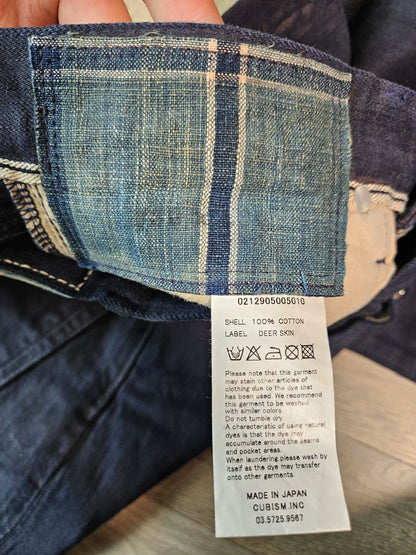 0212905005010
SHELL 100% COTTON
LABEL DEER SKIN
Please note that this garment
may stain other articles of
clothing due to the dye that
has been used. We recommend
this garment to be washed
with similar colors.
Do not tumble dry.
A characteristic of using natural
dyes is that the dye may
accumulate around the seams
and pocket areas.
When laundering please wash by
itself as the dye may transfer
onto other garments.
MADE IN JAPAN
CUBISM.INC
03.5725.9567